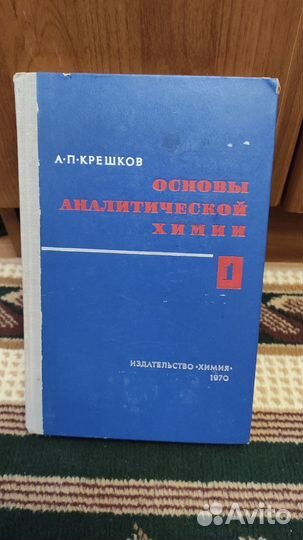 А·П·КРЕШКОВ
ОСНОВЫ
АНАЛИТИЧЕСКОЙ
ХИМИИ
1
ИЗДАТЕЛЬСТВО «ХИМИЯ»
1970
Avito